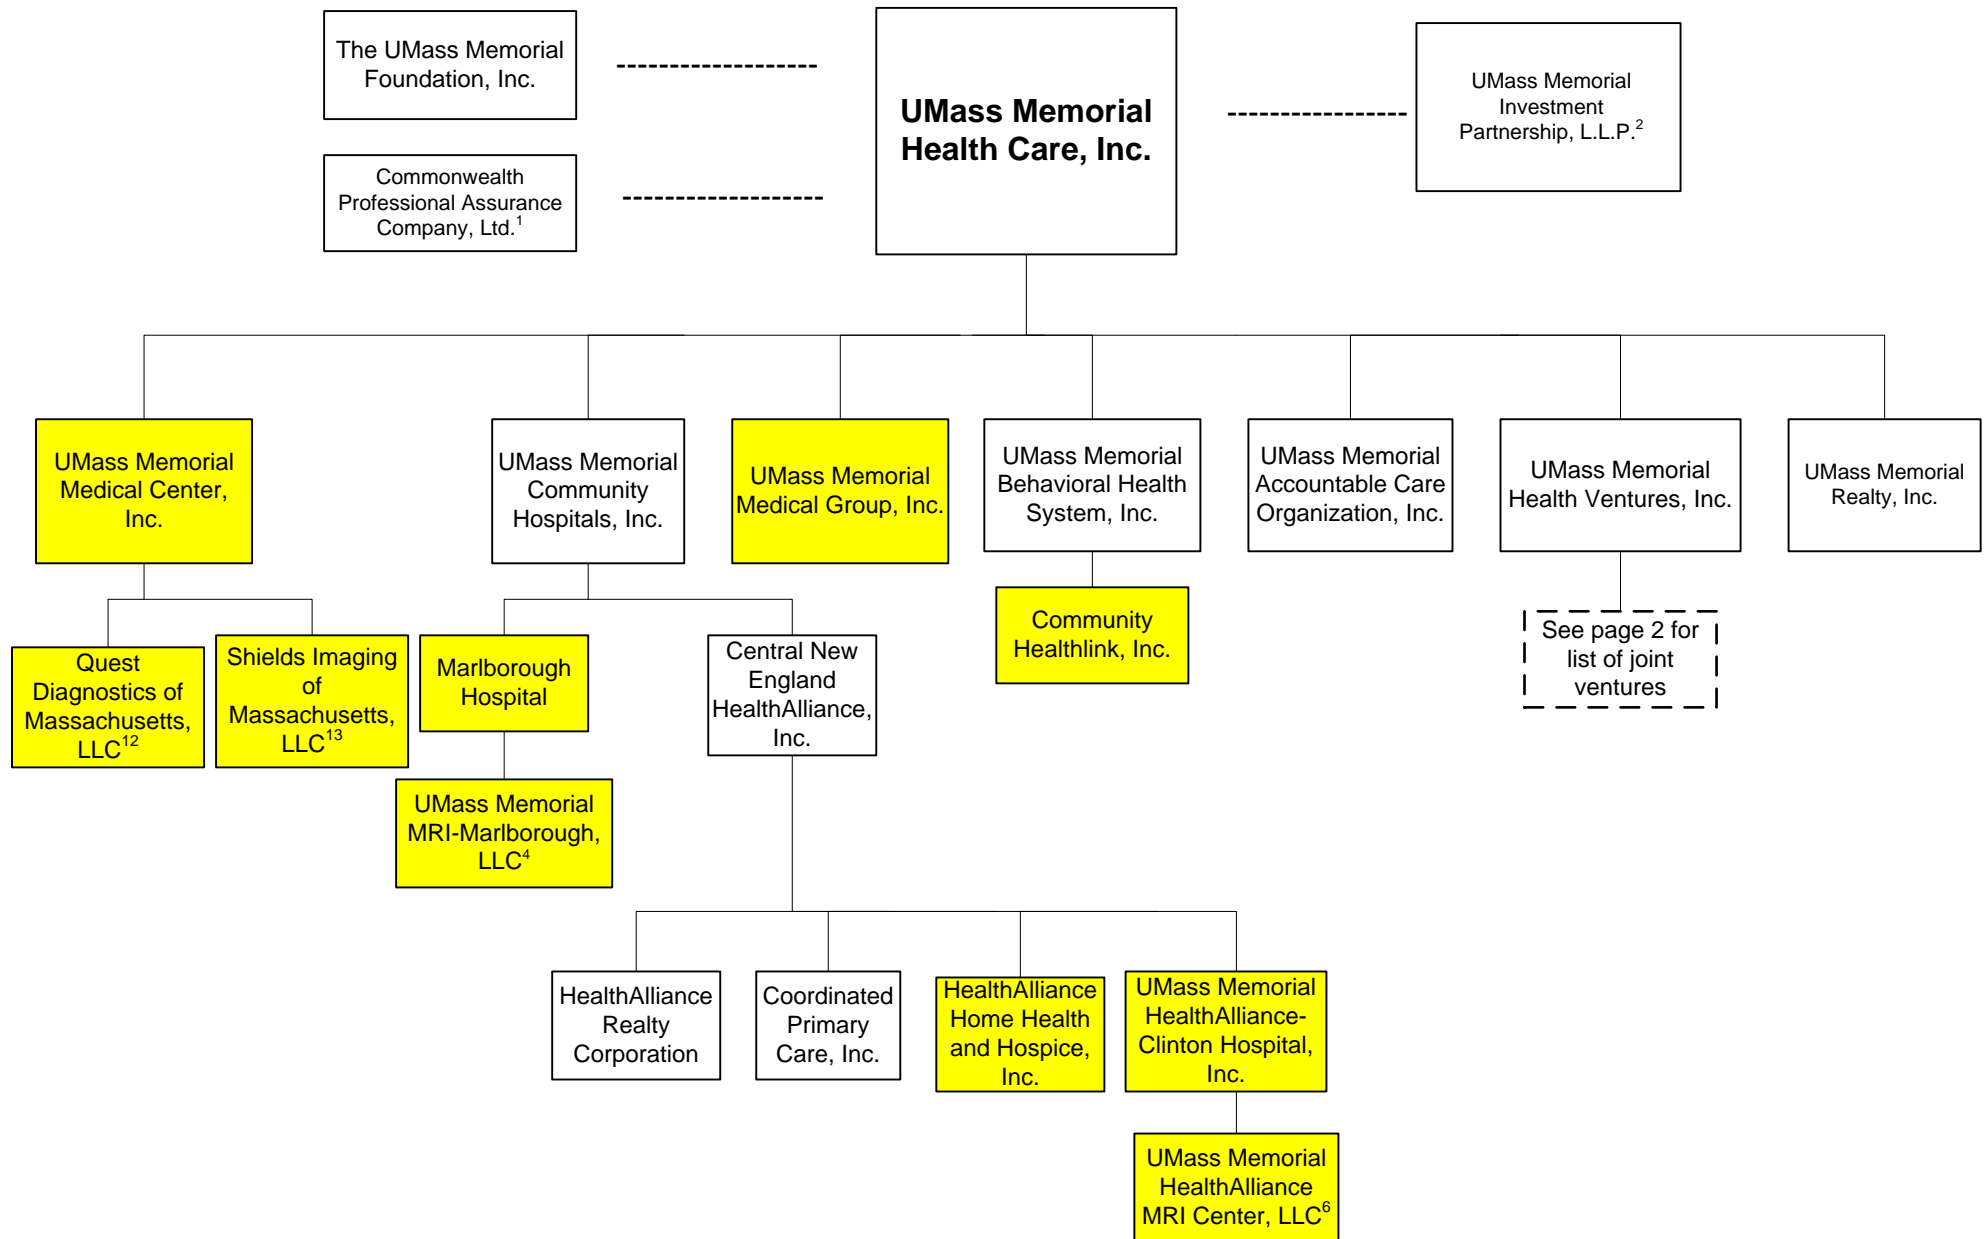 The UMass Memorial
Foundation, Inc.
Commonwealth
Professional Assurance
Company, Ltd.1
UMass Memorial
Health Care, Inc.
UMass Memorial
Investment
Partnership, L.L.P.2
UMass Memorial
Medical Center,
Inc.
UMass Memorial
Community
Hospitals, Inc.
UMass Memorial
Medical Group, Inc.
UMass Memorial
Behavioral Health
System, Inc.
UMass Memorial
Accountable Care
Organization, Inc.
UMass Memorial
Health Ventures, Inc.
UMass Memorial
Realty, Inc.
Quest
Diagnostics of
Massachusetts,
LLC12
Shields Imaging
of
Massachusetts,
LLC13
Marlborough
Hospital
Central New
England
HealthAlliance,
Inc.
Community
Healthlink, Inc.
See page 2 for
list of joint
ventures
UMass Memorial
MRI-Marlborough,
LLC4
HealthAlliance
Realty
Corporation
Coordinated
Primary
Care, Inc.
HealthAlliance
Home Health
and Hospice,
Inc.
UMass Memorial
HealthAlliance-
Clinton Hospital,
Inc.
UMass Memorial
HealthAlliance
MRI Center, LLC6